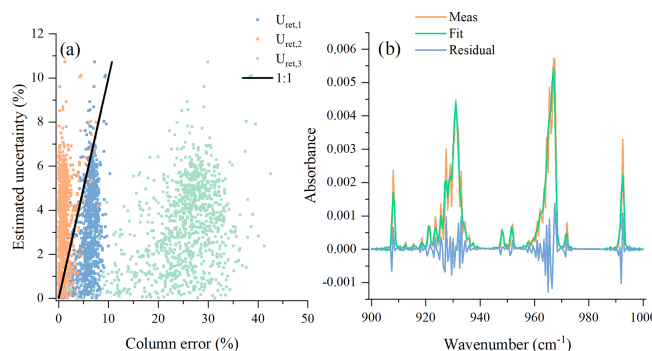 (a)
U_ret,1
U_ret,2
U_ret,3
1:1
12
10
8
6
4
2
0
0 10 20 30 40 50
Estimated uncertainty (%)
Column error (%)
Meas
(b)
Fit
Residual
0.006
0.005
0.004
0.003
0.002
0.001
0.000
-0.001
900 920 940 960 980 1000
Absorbance
Wavenumber (cm⁻¹)